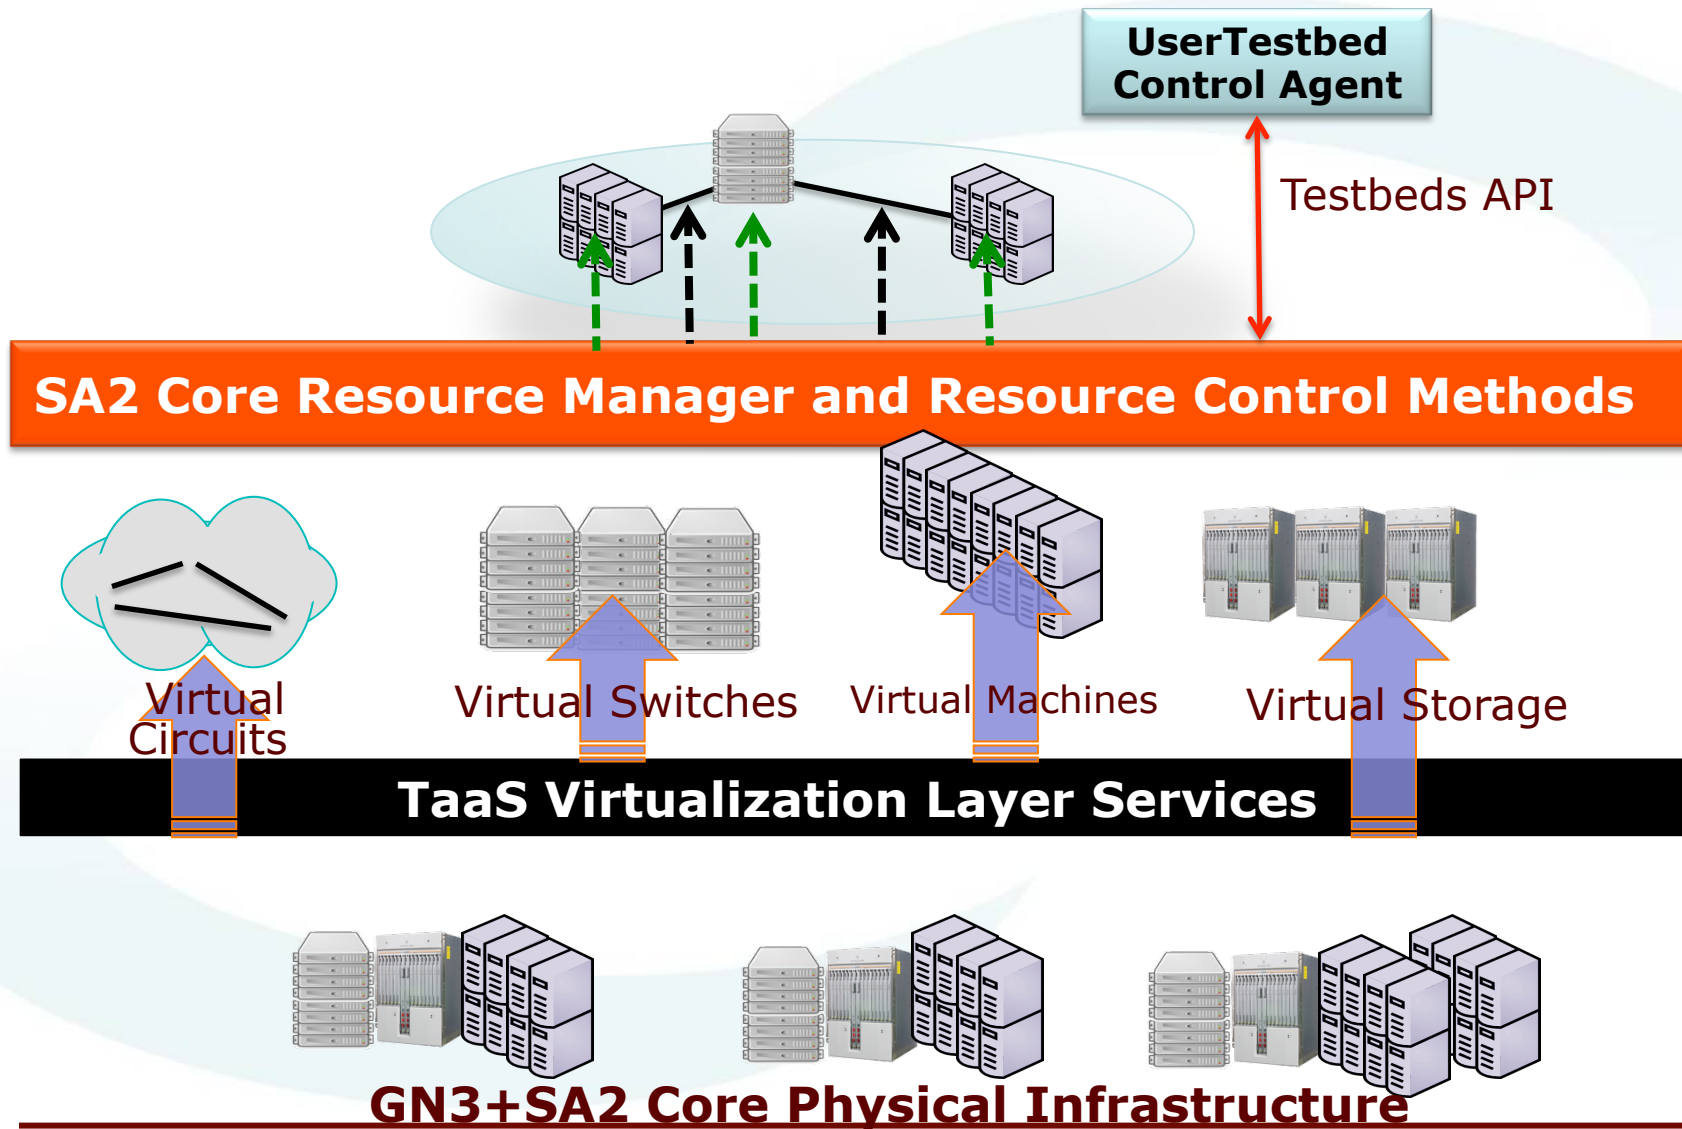 UserTestbed
Control Agent
Testbeds API
SA2 Core Resource Manager and Resource Control Methods
Virtual
Circuits
Virtual Switches
Virtual Machines
Virtual Storage
TaaS Virtualization Layer Services
GN3+SA2 Core Physical Infrastructure